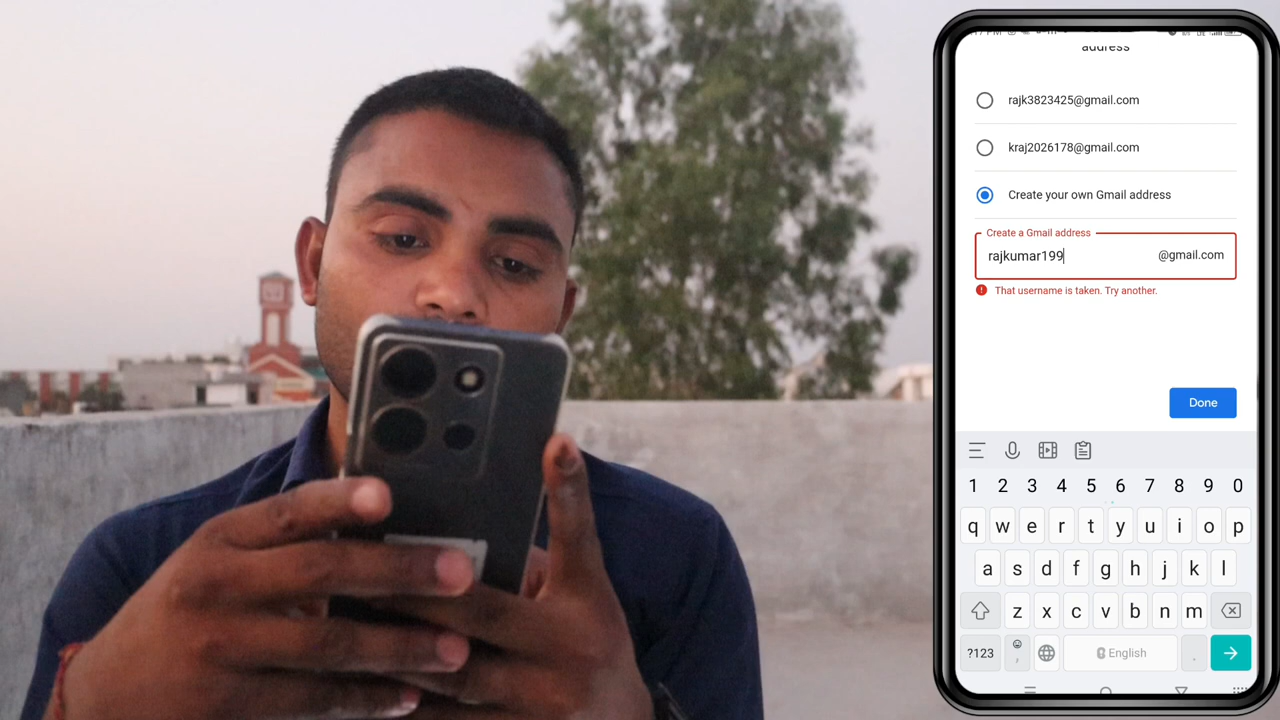 address
rajk3823425@gmail.com
kraj2026178@gmail.com
Create your own Gmail address
Create a Gmail address
rajkumar199 @gmail.com
That username is taken. Try another.
Done
1 2 3 4 5 6 7 8 9 0
q w e r t y u i o p
a s d f g h j k l
z x c v b n m
?123 , English .